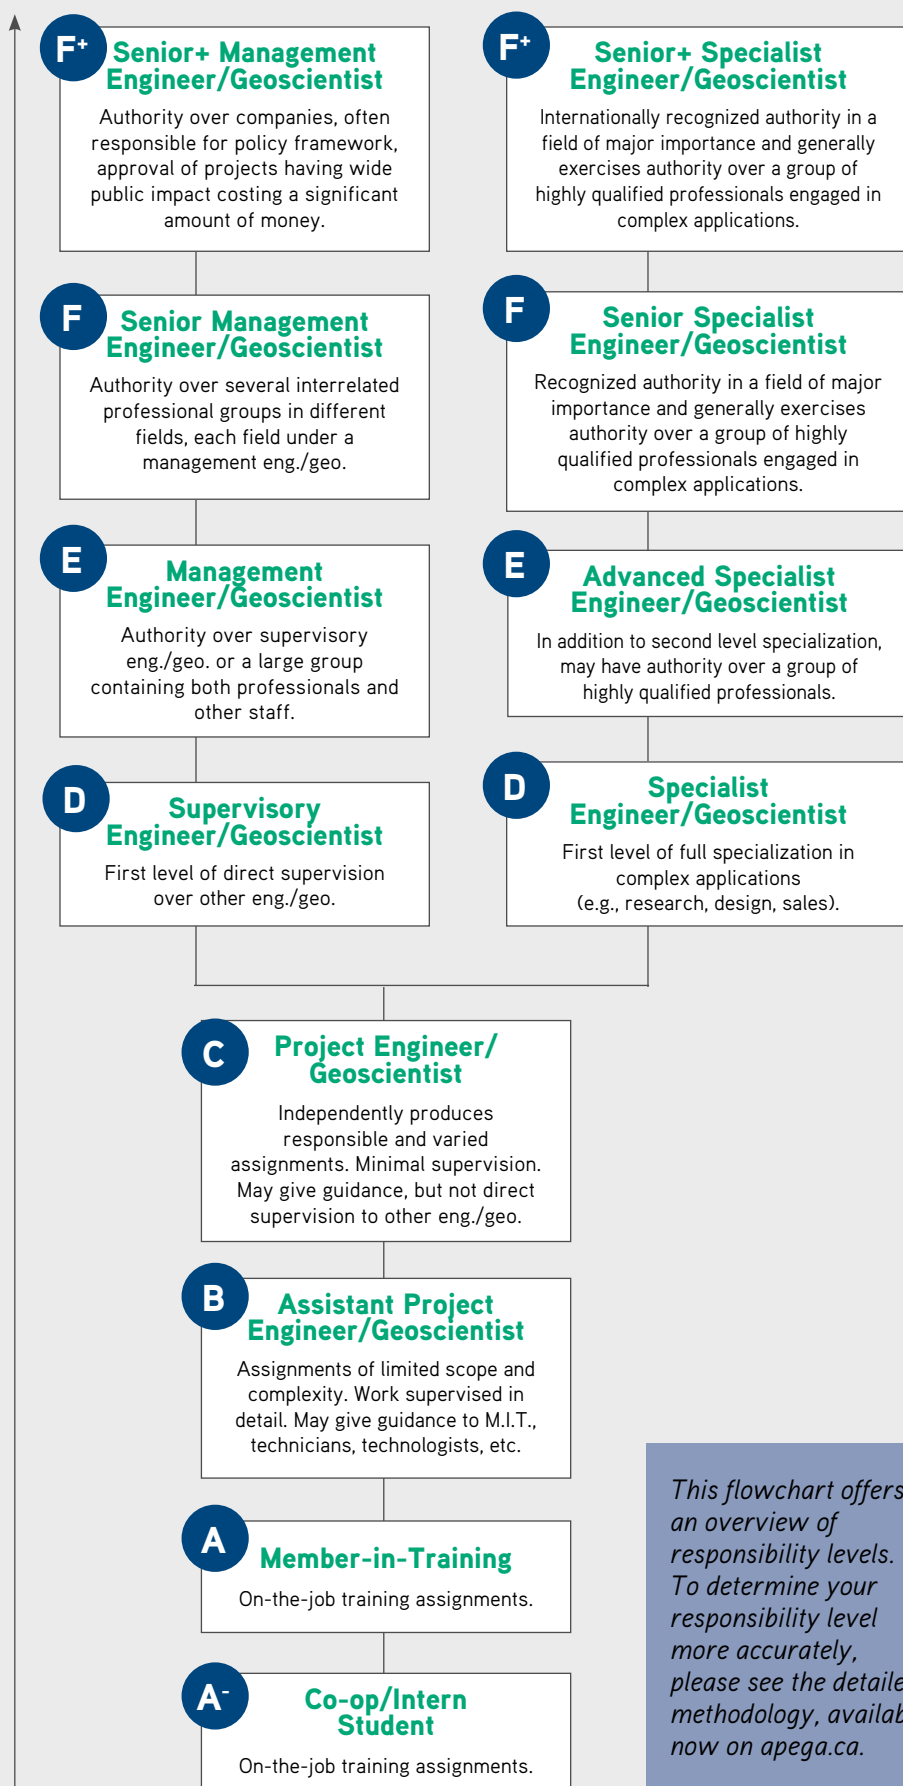 F+
Senior+ Management
Engineer/Geoscientist
Authority over companies, often
responsible for policy framework,
approval of projects having wide
public impact costing a significant
amount of money.
F+
Senior+ Specialist
Engineer/Geoscientist
Internationally recognized authority in a
field of major importance and generally
exercises authority over a group of
highly qualified professionals engaged in
complex applications.
F
Senior Management
Engineer/Geoscientist
Authority over several interrelated
professional groups in different
fields, each field under a
management eng./geo.
F
Senior Specialist
Engineer/Geoscientist
Recognized authority in a field of major
importance and generally exercises
authority over a group of highly
qualified professionals engaged in
complex applications.
E
Management
Engineer/Geoscientist
Authority over supervisory
eng./geo. or a large group
containing both professionals and
other staff.
E
Advanced Specialist
Engineer/Geoscientist
In addition to second level specialization,
may have authority over a group of
highly qualified professionals.
D
Supervisory
Engineer/Geoscientist
First level of direct supervision
over other eng./geo.
D
Specialist
Engineer/Geoscientist
First level of full specialization in
complex applications
(e.g., research, design, sales).
C
Project Engineer/
Geoscientist
Independently produces
responsible and varied
assignments. Minimal supervision.
May give guidance, but not direct
supervision to other eng./geo.
B
Assistant Project
Engineer/Geoscientist
Assignments of limited scope and
complexity. Work supervised in
detail. May give guidance to M.I.T.,
technicians, technologists, etc.
A
Member-in-Training
On-the-job training assignments.
A-
Co-op/Intern
Student
On-the-job training assignments.
This flowchart offers
an overview of
responsibility levels.
To determine your
responsibility level
more accurately,
please see the detaile
methodology, availab
now on apega.ca.